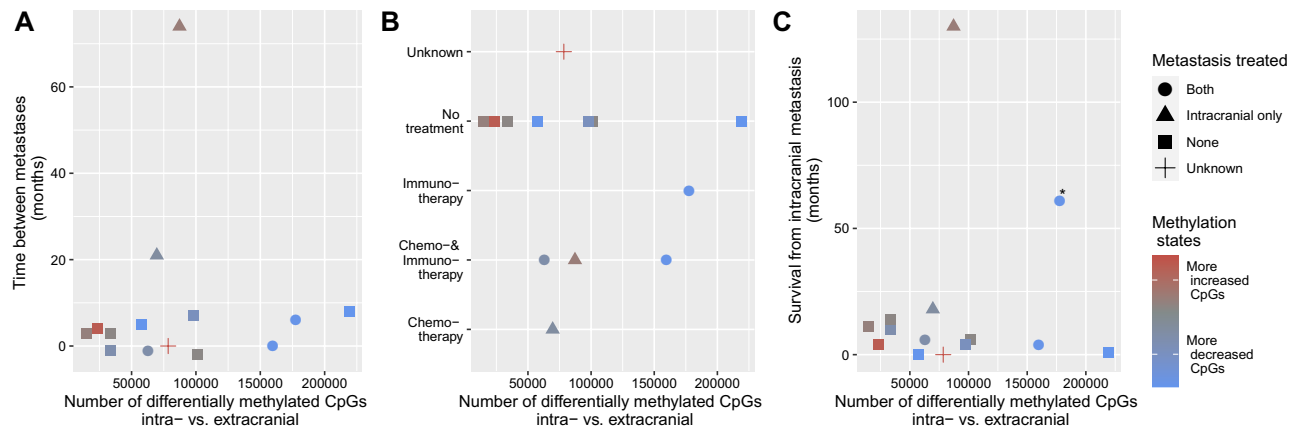 A
Time between metastases
(months)
60
40
20
0
50000
100000
150000
200000
Number of differentially methylated CpGs
intra− vs. extracranial
B
Unknown
No
treatment
Immuno−
therapy
Chemo−&
Immuno−
therapy
Chemo−
therapy
50000
100000
150000
200000
Number of differentially methylated CpGs
intra− vs. extracranial
C
Survival from intracranial metastasis
(months)
100
50
0
*
50000
100000
150000
200000
Number of differentially methylated CpGs
intra− vs. extracranial
Metastasis treated
Both
Intracranial only
None
Unknown
Methylation
states
More
increased
CpGs
More
decreased
CpGs